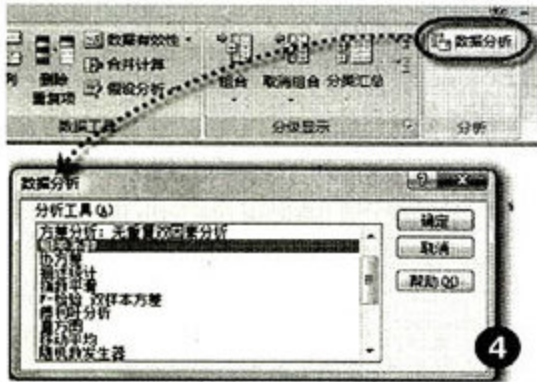 数据有效性
数据分析
合并计算
列 删除 重复项
假设分析
组合 取消组合 分类汇总
数据工具
分级显示
分析
数据分析
分析工具(A)
方差分析：无重复双因素分析
协方差
描述统计
指数平滑
F-检验 双样本方差
傅利叶分析
直方图
移动平均
随机数发生器
确定
取消
帮助(H)
4